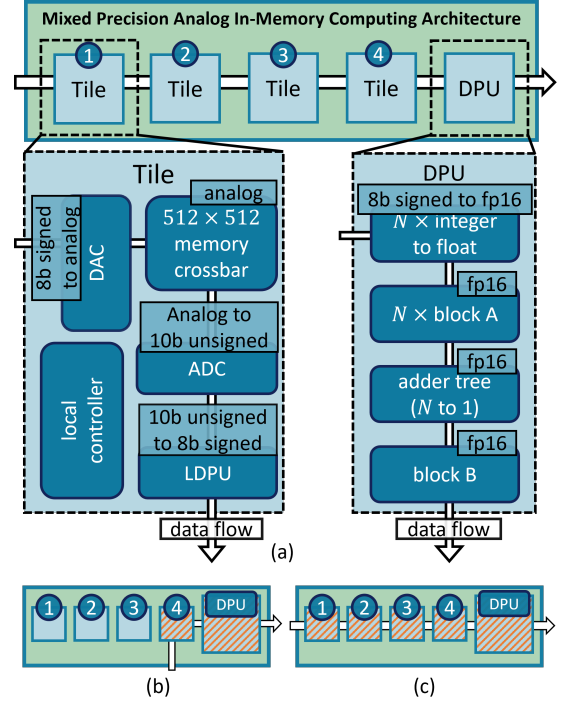 Mixed Precision Analog In-Memory Computing Architecture
1
2
3
4
Tile
Tile
Tile
Tile
DPU
Tile
analog
8b signed
to analog
DAC
512 × 512
memory
crossbar
Analog to
10b unsigned
ADC
local
controller
10b unsigned
to 8b signed
LDPU
data flow
DPU
8b signed to fp16
N × integer
to float
fp16
N × block A
fp16
adder tree
(N to 1)
fp16
block B
data flow
(a)
1
2
3
4
DPU
(b)
1
2
3
4
DPU
(c)